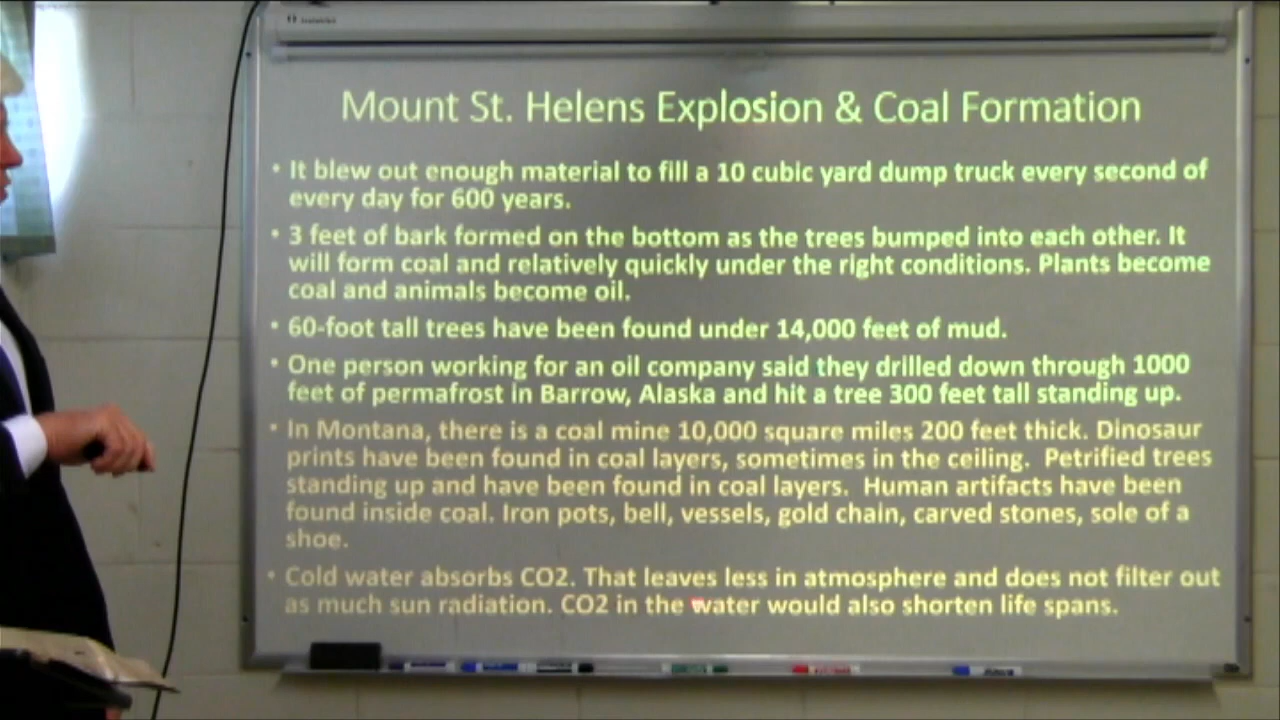 Mount St. Helens Explosion & Coal Formation
• It blew out enough material to fill a 10 cubic yard dump truck every second of
every day for 600 years.
• 3 feet of bark formed on the bottom as the trees bumped into each other. It
will form coal and relatively quickly under the right conditions. Plants become
coal and animals become oil.
• 60-foot tall trees have been found under 14,000 feet of mud.
• One person working for an oil company said they drilled down through 1000
feet of permafrost in Barrow, Alaska and hit a tree 300 feet tall standing up.
• In Montana, there is a coal mine 10,000 square miles 200 feet thick. Dinosaur
prints have been found in coal layers, sometimes in the ceiling. Petrified trees
standing up and have been found in coal layers. Human artifacts have been
found inside coal. Iron pots, bell, vessels, gold chain, carved stones, sole of a
shoe.
• Cold water absorbs CO2. That leaves less in atmosphere and does not filter out
as much sun radiation. CO2 in the water would also shorten life spans.